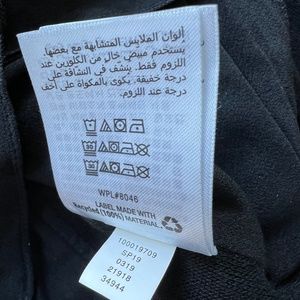 ألوان الملابس المتشابهة مع بعضها.
يستخدم مبيض خال من الكلورين عند
اللزوم فقط. ينشف في النشافة على
درجة خفيفة. يكوى بالمكواة على أخف
درجة عند اللزوم.
WPL#8046
LABEL MADE WITH
Recycled (100%) MATERIAL.
100019709
SP19
0319
21918
34944